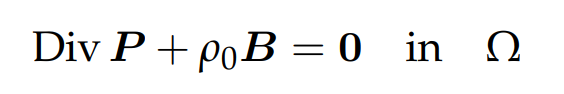 Div P + ρ₀B = 0 in Ω